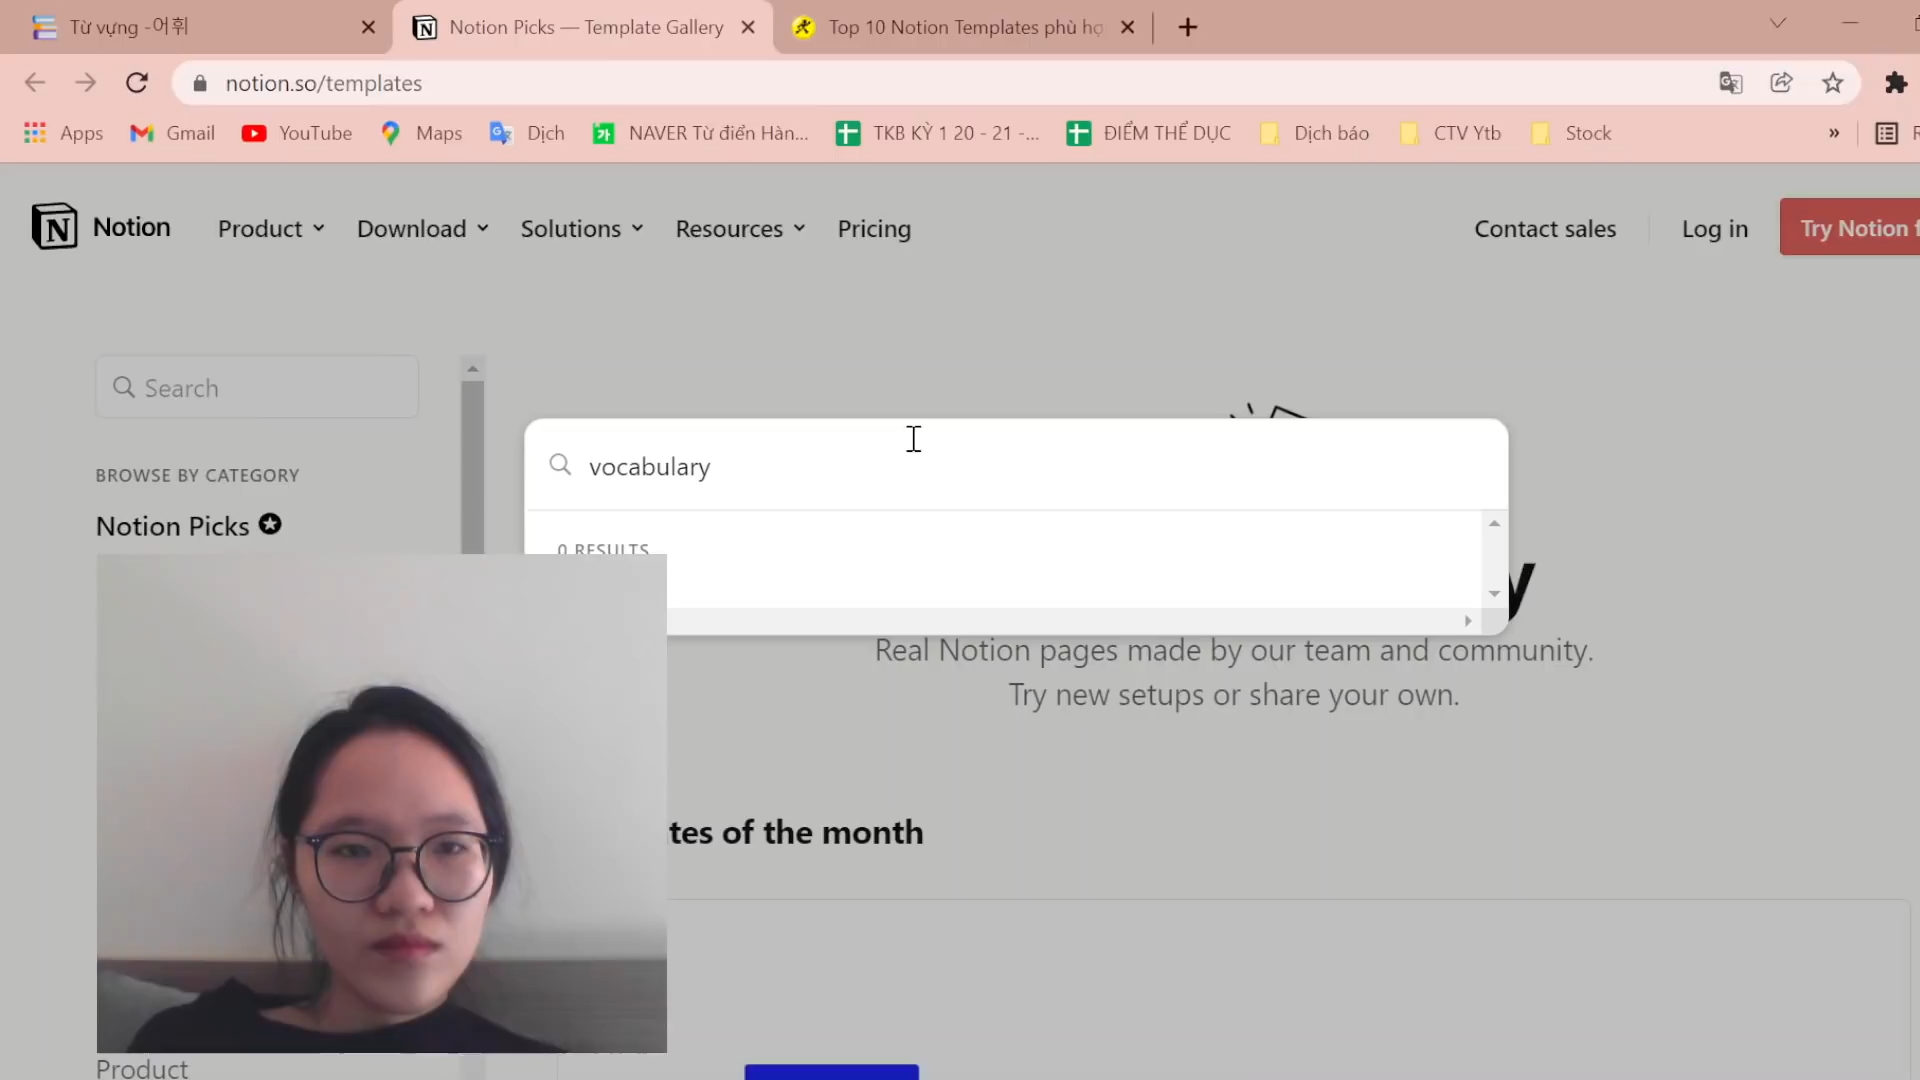 Từ vựng -어휘
Notion Picks — Template Gallery
Top 10 Notion Templates phù hợ
notion.so/templates
Apps
Gmail
YouTube
Maps
Dịch
NAVER Từ điển Hàn...
TKB KỲ 1 20 - 21 -...
ĐIỂM THỂ DỤC
Dịch báo
CTV Ytb
Stock
»
Notion
Product
Download
Solutions
Resources
Pricing
Contact sales
Log in
Try Notion f
Search
vocabulary
BROWSE BY CATEGORY
0 RESULTS
Notion Picks
y
Real Notion pages made by our team and community.
Try new setups or share your own.
tes of the month
Product